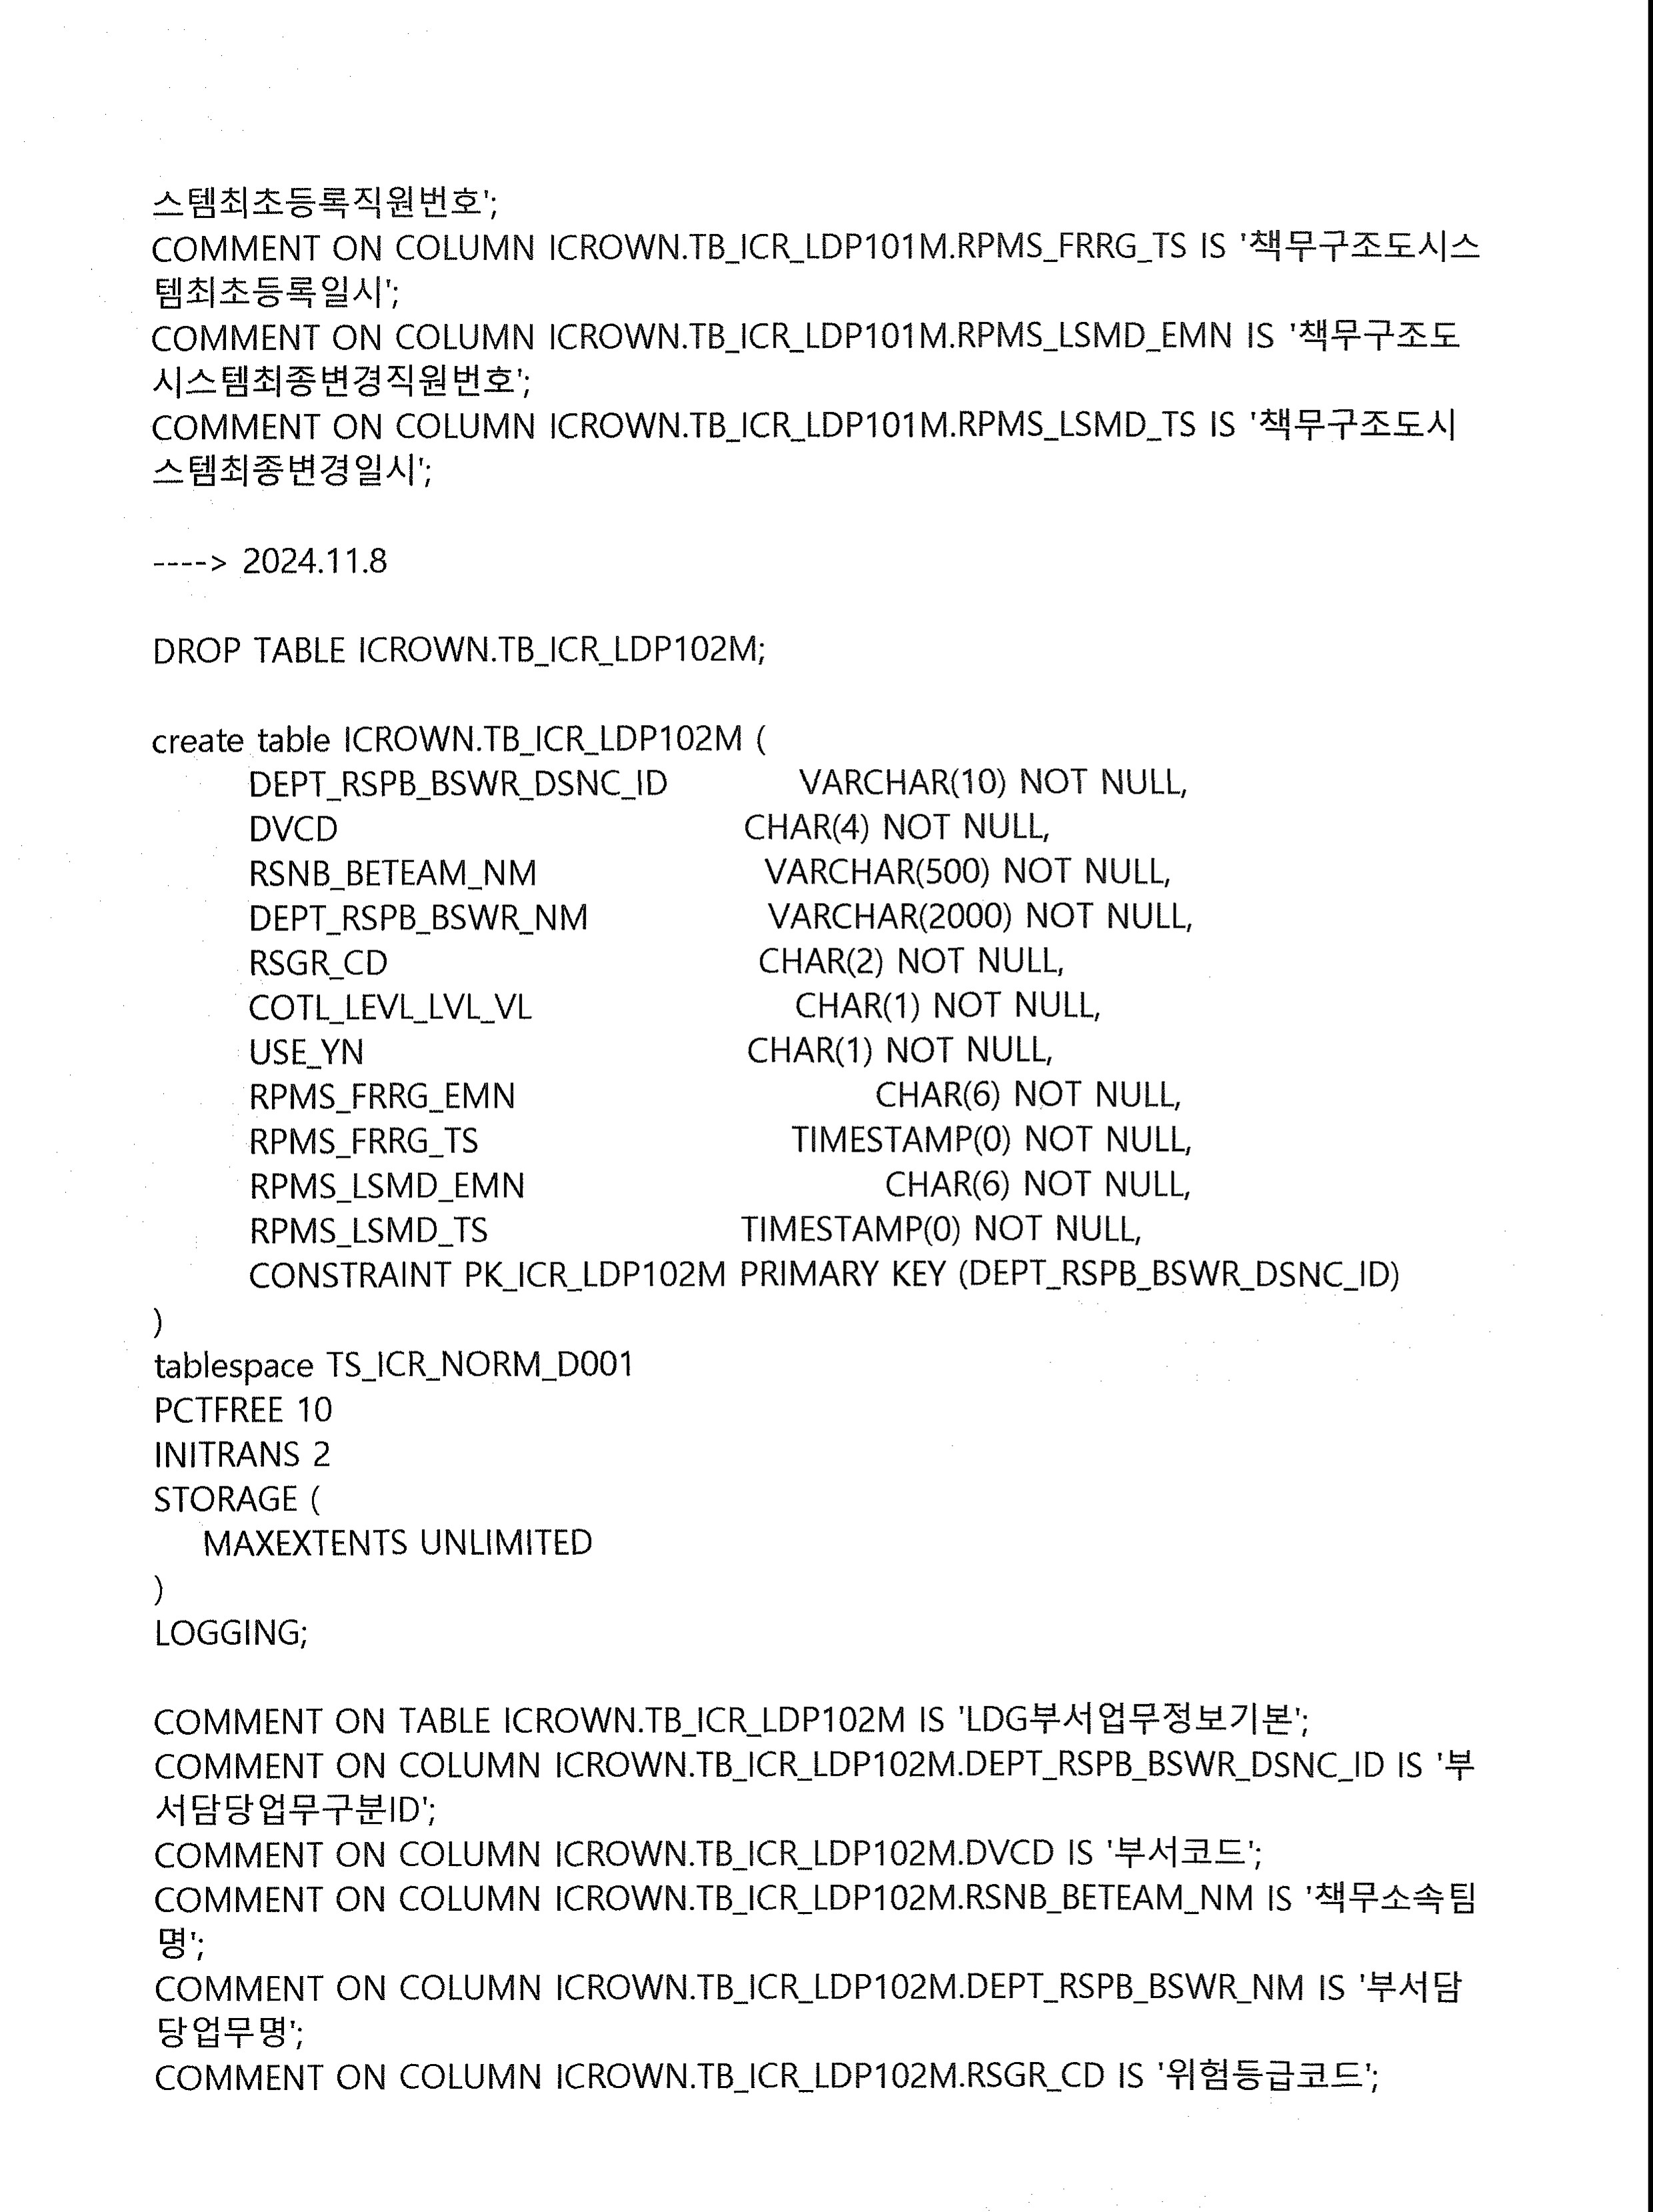 스템최초등록직원번호';
COMMENT ON COLUMN ICROWN.TB_ICR_LDP101M.RPMS_FRRG_TS IS '책무구조도시스
템최초등록일시';
COMMENT ON COLUMN ICROWN.TB_ICR_LDP101M.RPMS_LSMD_EMN IS '책무구조도
시스템최종변경직원번호';
COMMENT ON COLUMN ICROWN.TB_ICR_LDP101M.RPMS_LSMD_TS IS '책무구조도시
스템최종변경일시';
----> 2024.11.8
DROP TABLE ICROWN.TB_ICR_LDP102M;
create table ICROWN.TB_ICR_LDP102M (
DEPT_RSPB_BSWR_DSNC_ID VARCHAR(10) NOT NULL,
DVCD CHAR(4) NOT NULL,
RSNB_BETEAM_NM VARCHAR(500) NOT NULL,
DEPT_RSPB_BSWR_NM VARCHAR(2000) NOT NULL,
RSGR_CD CHAR(2) NOT NULL,
COTL_LEVL_LVL_VL CHAR(1) NOT NULL,
USE_YN CHAR(1) NOT NULL,
RPMS_FRRG_EMN CHAR(6) NOT NULL,
RPMS_FRRG_TS TIMESTAMP(0) NOT NULL,
RPMS_LSMD_EMN CHAR(6) NOT NULL,
RPMS_LSMD_TS TIMESTAMP(0) NOT NULL,
CONSTRAINT PK_ICR_LDP102M PRIMARY KEY (DEPT_RSPB_BSWR_DSNC_ID)
)
tablespace TS_ICR_NORM_D001
PCTFREE 10
INITRANS 2
STORAGE (
MAXEXTENTS UNLIMITED
)
LOGGING;
COMMENT ON TABLE ICROWN.TB_ICR_LDP102M IS 'LDG부서업무정보기본';
COMMENT ON COLUMN ICROWN.TB_ICR_LDP102M.DEPT_RSPB_BSWR_DSNC_ID IS '부
서담당업무구분ID';
COMMENT ON COLUMN ICROWN.TB_ICR_LDP102M.DVCD IS '부서코드';
COMMENT ON COLUMN ICROWN.TB_ICR_LDP102M.RSNB_BETEAM_NM IS '책무소속팀
명';
COMMENT ON COLUMN ICROWN.TB_ICR_LDP102M.DEPT_RSPB_BSWR_NM IS '부서담
당업무명';
COMMENT ON COLUMN ICROWN.TB_ICR_LDP102M.RSGR_CD IS '위험등급코드';